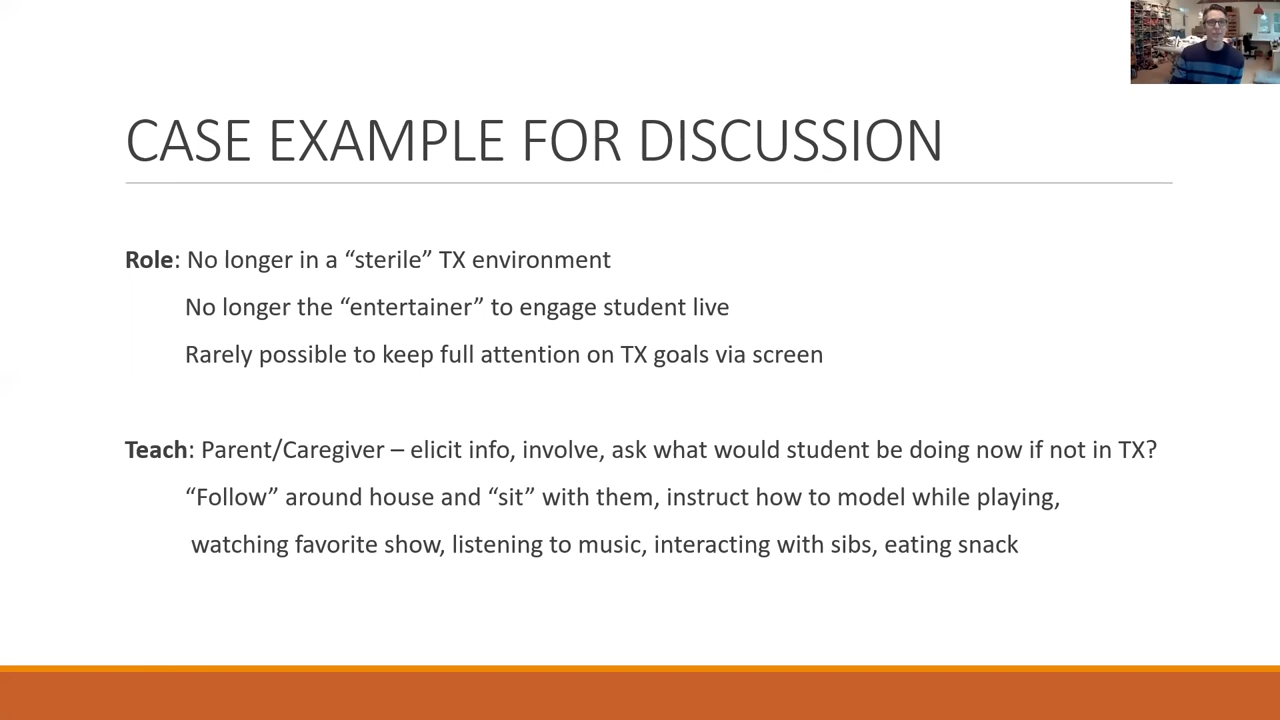 CASE EXAMPLE FOR DISCUSSION
Role: No longer in a “sterile” TX environment
No longer the “entertainer” to engage student live
Rarely possible to keep full attention on TX goals via screen
Teach: Parent/Caregiver – elicit info, involve, ask what would student be doing now if not in TX?
“Follow” around house and “sit” with them, instruct how to model while playing,
watching favorite show, listening to music, interacting with sibs, eating snack